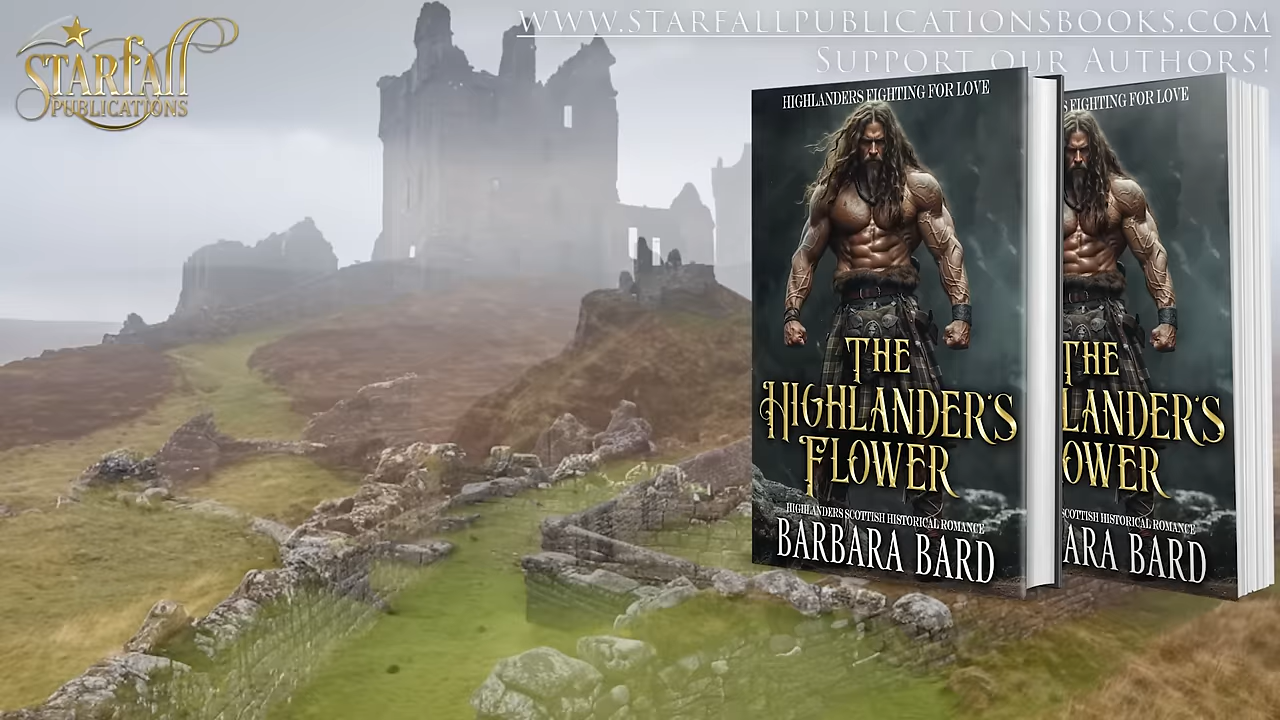 STARfall
PUBLICATIONS
WWW.STARFALLPUBLICATIONSBOOKS.COM
SUPPORT OUR AUTHORS!
HIGHLANDERS FIGHTING FOR LOVE
THE
HIGHLANDER'S
FLOWER
HIGHLANDERS SCOTTISH HISTORICAL ROMANCE
BARBARA BARD
FIGHTING FOR LOVE
THE
LANDER'S
OWER
SCOTTISH HISTORICAL ROMANCE
ARA BARD